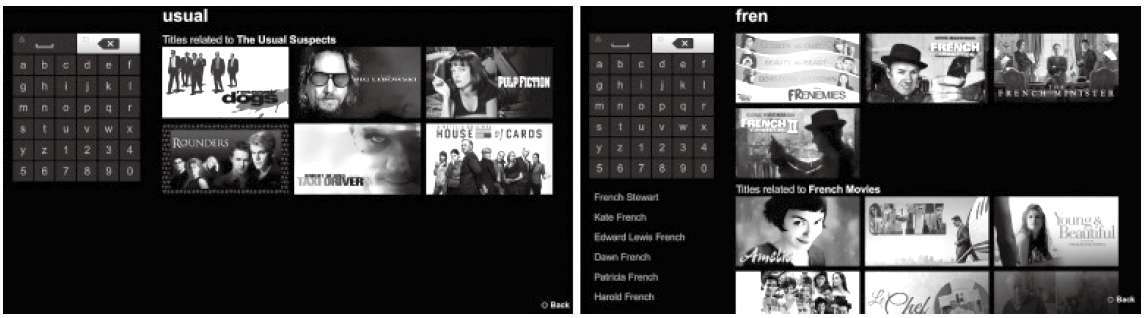 usual
Titles related to The Usual Suspects
a b c d e f
g h i j k l
m n o p q r
s t u v w x
y z 1 2 3 4
5 6 7 8 9 0
dogs
BIG LEBOWSKI
PULP FICTION
ROUNDERS
TAXI DRIVER
HOUSE of CARDS
Back
fren
a b c d e f
g h i j k l
m n o p q r
s t u v w x
y z 1 2 3 4
5 6 7 8 9 0
FRENEMIES
FRENCH
THE
FRENCH MINISTER
FRENCH
CONNECTION II
French Stewart
Kate French
Edward Lewis French
Dawn French
Patricia French
Harold French
Titles related to French Movies
Amélie
Young &
Beautiful
Le Chef
Back